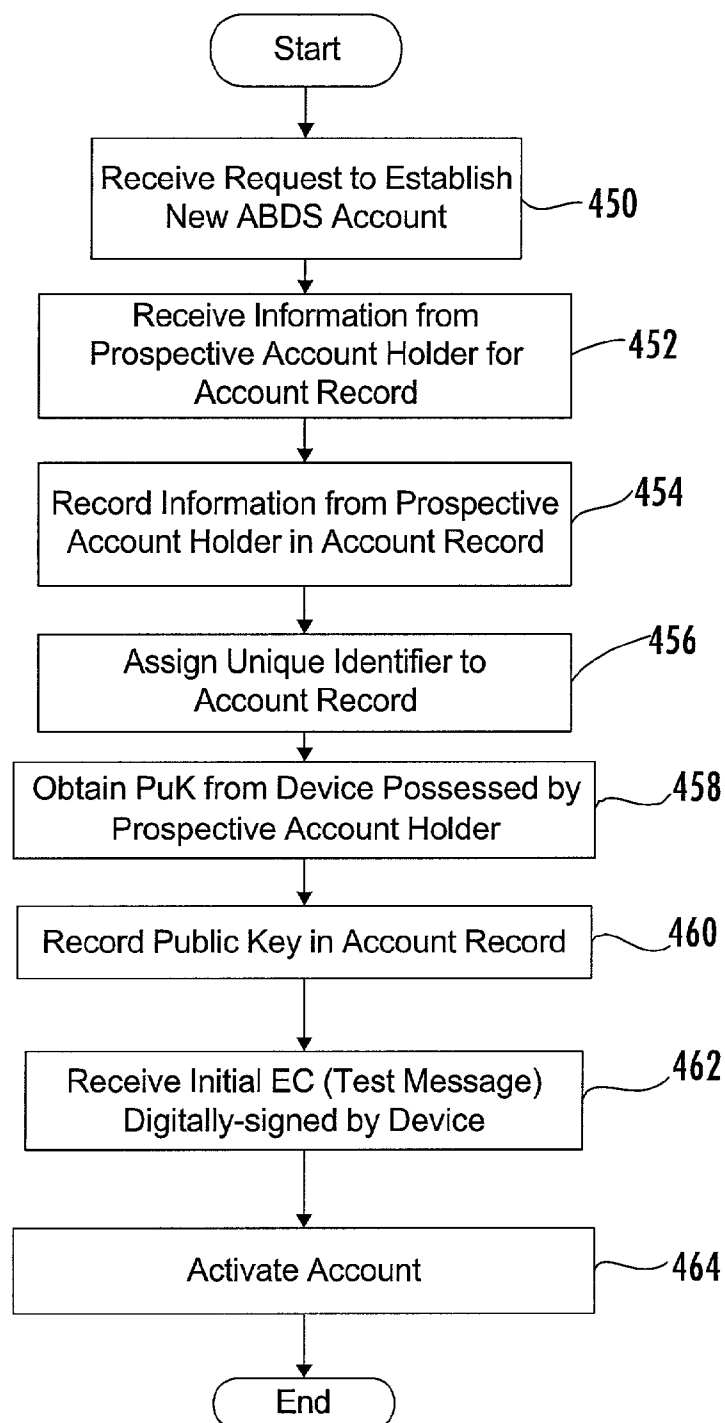 Start
Receive Request to Establish
New ABDS Account
450
Receive Information from
Prospective Account Holder for
Account Record
452
Record Information from Prospective
Account Holder in Account Record
454
Assign Unique Identifier to
Account Record
456
Obtain PuK from Device Possessed by
Prospective Account Holder
458
Record Public Key in Account Record
460
Receive Initial EC (Test Message)
Digitally-signed by Device
462
Activate Account
464
End